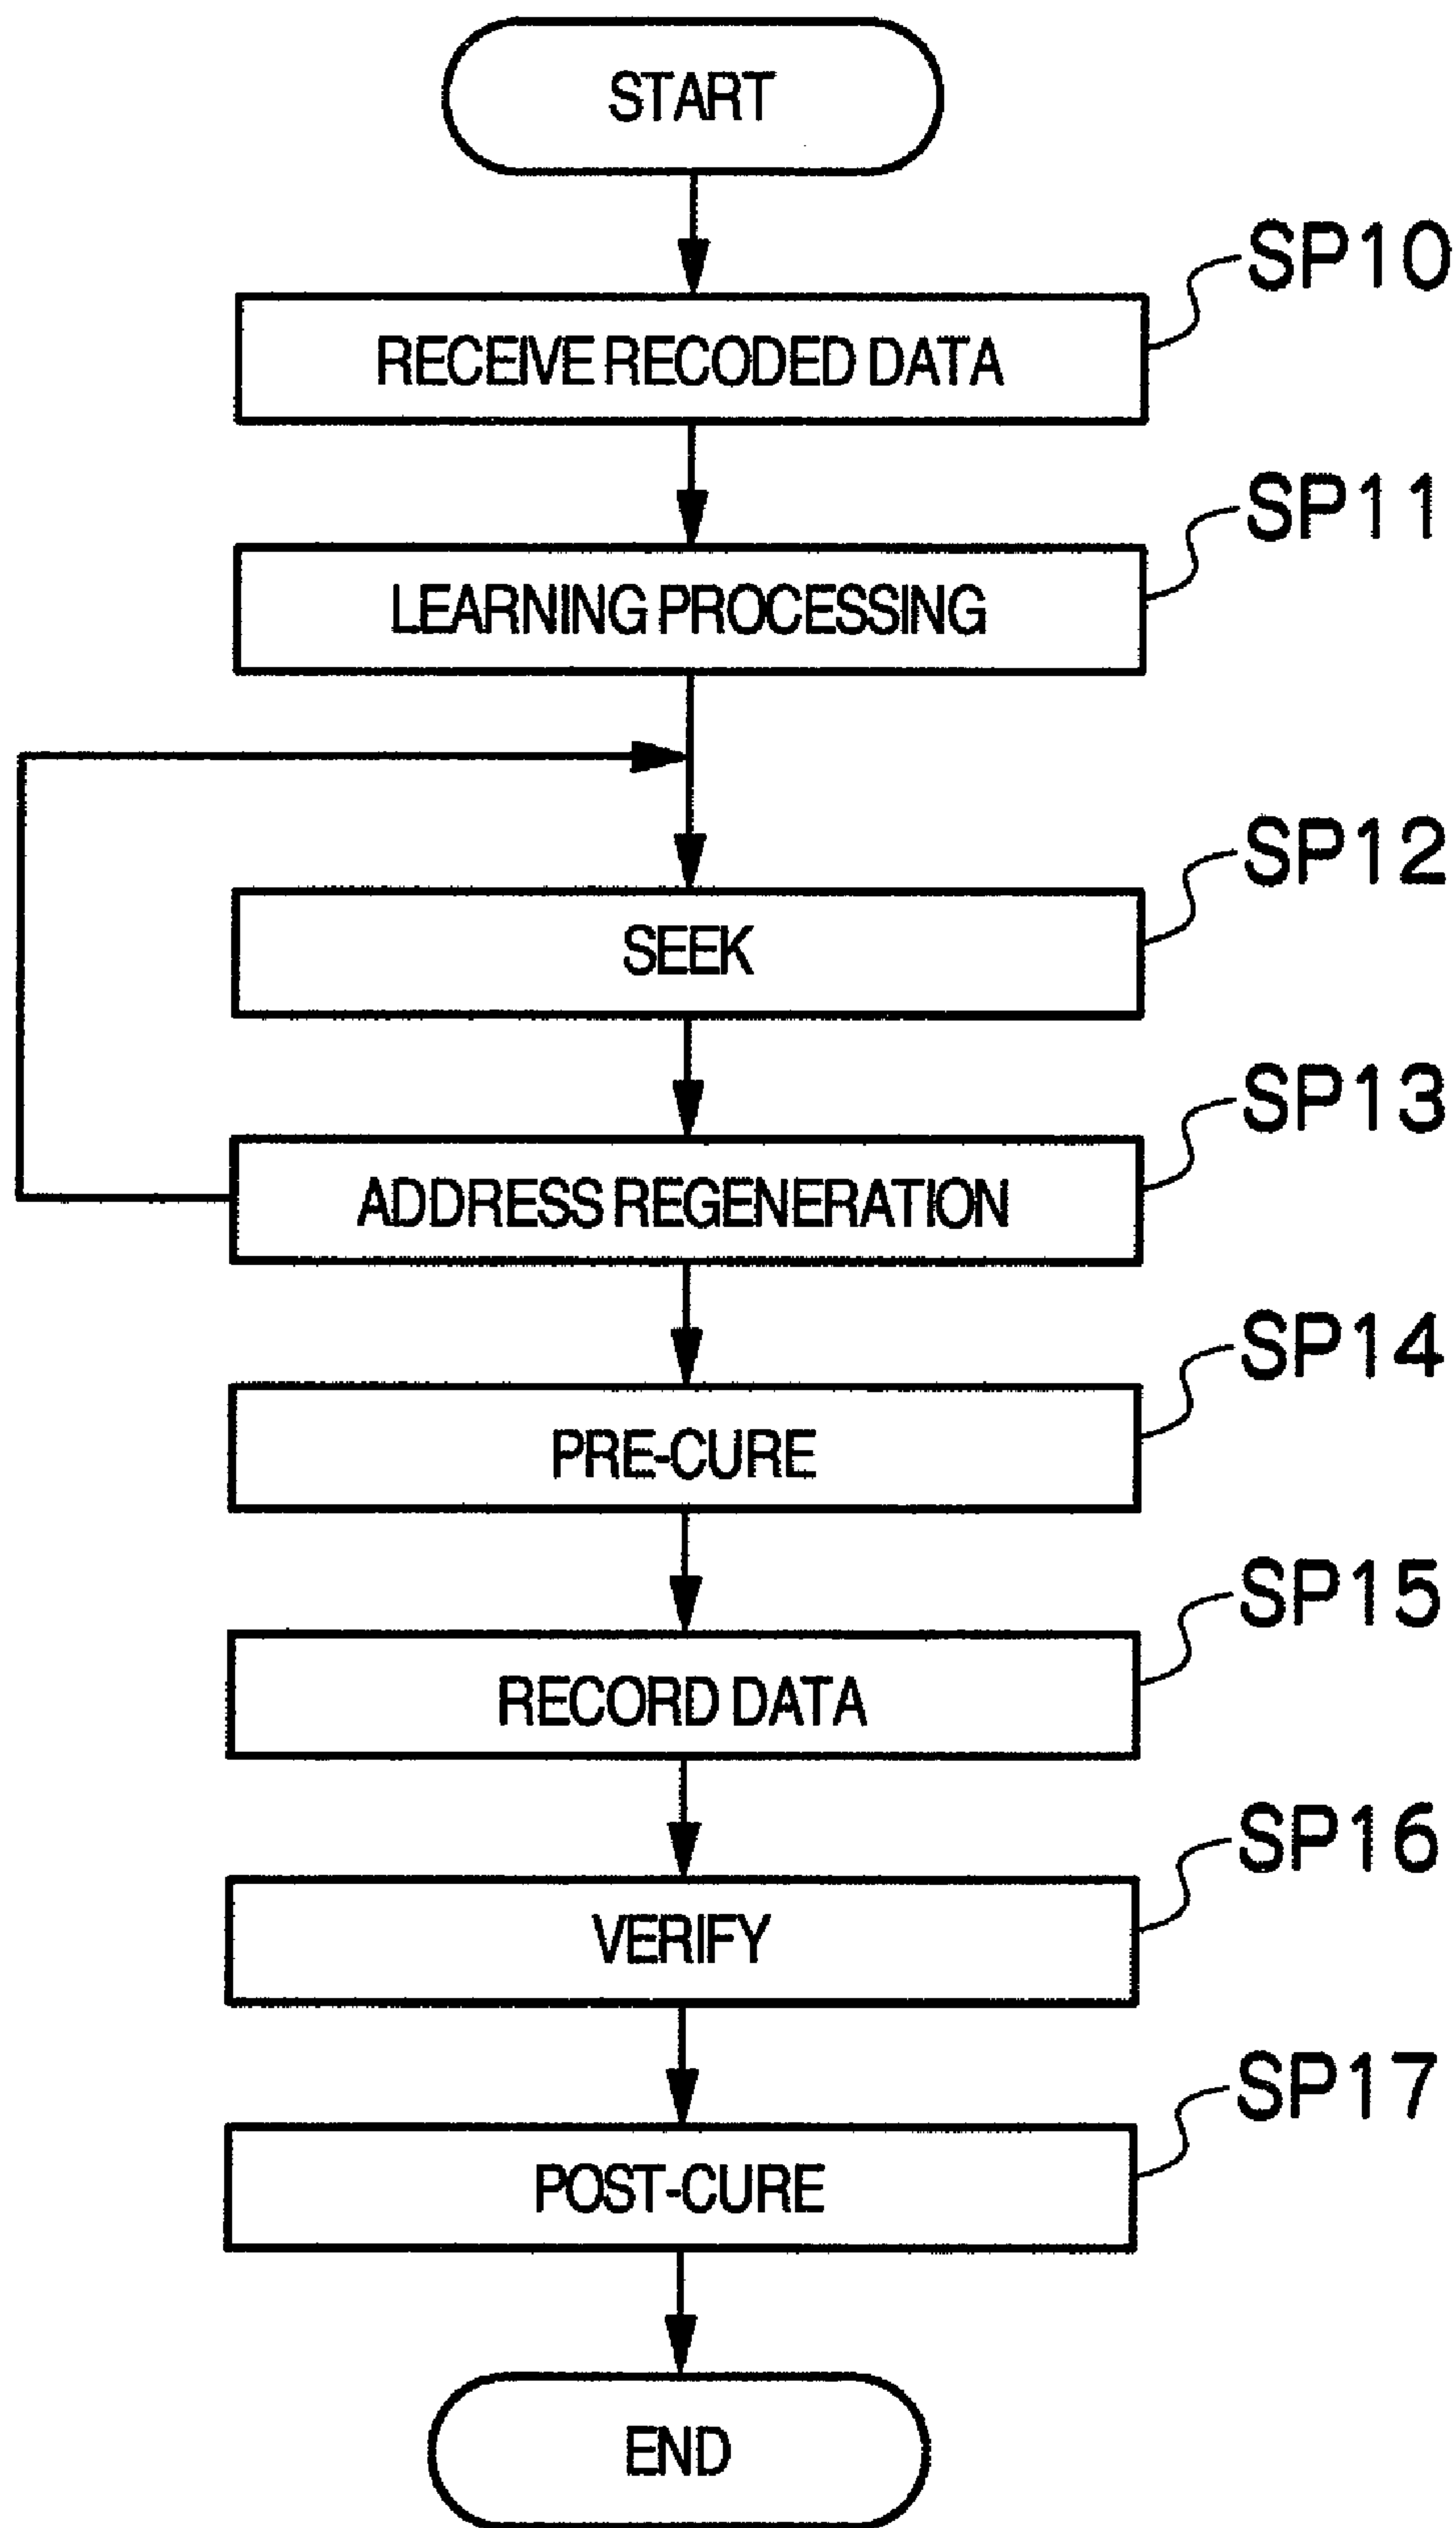 START
SP10
RECEIVE RECODED DATA
SP11
LEARNING PROCESSING
SP12
SEEK
SP13
ADDRESS REGENERATION
SP14
PRE-CURE
SP15
RECORD DATA
SP16
VERIFY
SP17
POST-CURE
END